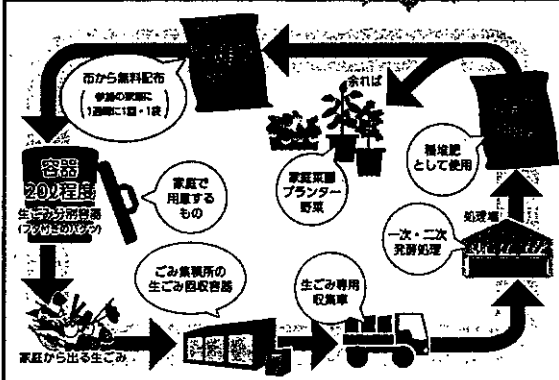 市から無料配布
(参加の家庭に
1週間に1回・1袋)
余れば
家庭菜園
プランター
野菜
種堆肥
として使用
容器
20ℓ程度
生ごみ分別容器
(フタ付きのバケツ)
家庭で
用意する
もの
処理場
一次・二次
発酵処理
ごみ集積所の
生ごみ回収容器
生ごみ専用
収集車
家庭から出る生ごみ